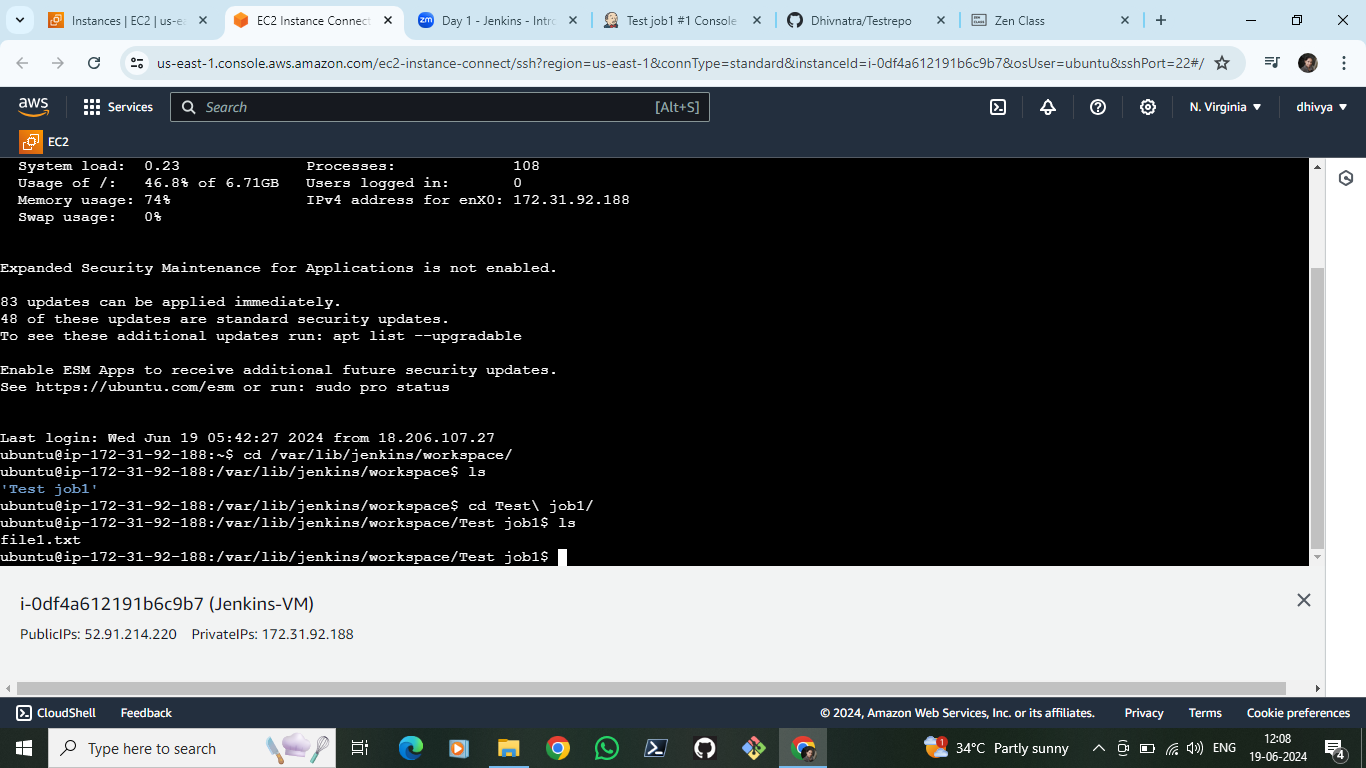 Instances | EC2 | us-ea
EC2 Instance Connect
zm Day 1 - Jenkins - Intro
Test job1 #1 Console
Dhivnatra/Testrepo
Zen Class
us-east-1.console.aws.amazon.com/ec2-instance-connect/ssh?region=us-east-1&connType=standard&instanceId=i-0df4a612191b6c9b7&osUser=ubuntu&sshPort=22#/
aws Services Search [Alt+S] N. Virginia dhivya
EC2
System load: 0.23 Processes: 108
Usage of /: 46.8% of 6.71GB Users logged in: 0
Memory usage: 74% IPv4 address for enX0: 172.31.92.188
Swap usage: 0%
Expanded Security Maintenance for Applications is not enabled.
83 updates can be applied immediately.
48 of these updates are standard security updates.
To see these additional updates run: apt list --upgradable
Enable ESM Apps to receive additional future security updates.
See https://ubuntu.com/esm or run: sudo pro status
Last login: Wed Jun 19 05:42:27 2024 from 18.206.107.27
ubuntu@ip-172-31-92-188:~$ cd /var/lib/jenkins/workspace/
ubuntu@ip-172-31-92-188:/var/lib/jenkins/workspace$ ls
'Test job1'
ubuntu@ip-172-31-92-188:/var/lib/jenkins/workspace$ cd Test\ job1/
ubuntu@ip-172-31-92-188:/var/lib/jenkins/workspace/Test job1$ ls
file1.txt
ubuntu@ip-172-31-92-188:/var/lib/jenkins/workspace/Test job1$
i-0df4a612191b6c9b7 (Jenkins-VM)
PublicIPs: 52.91.214.220 PrivateIPs: 172.31.92.188
CloudShell Feedback © 2024, Amazon Web Services, Inc. or its affiliates. Privacy Terms Cookie preferences
Type here to search 1 34°C Partly sunny ENG 12:08
19-06-2024 4